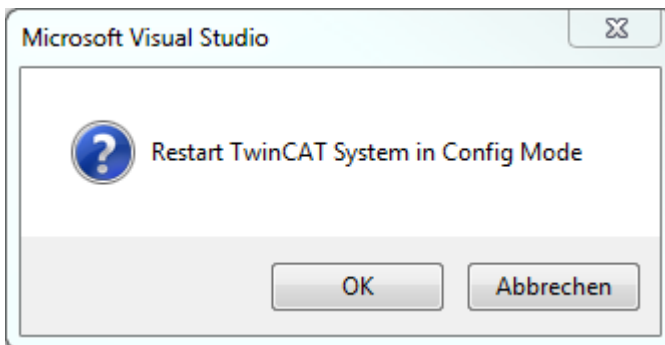 Microsoft Visual Studio
Restart TwinCAT System in Config Mode
OK Abbrechen